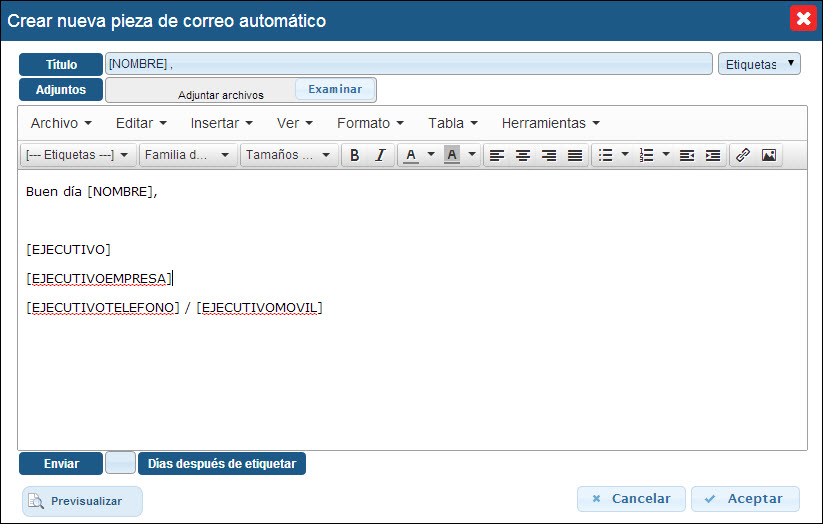 Crear nueva pieza de correo automático
Título [NOMBRE] , Etiquetas
Adjuntos Adjuntar archivos Examinar
Archivo Editar Insertar Ver Formato Tabla Herramientas
[--- Etiquetas ---] Familia d... Tamaños ... B I A A
Buen día [NOMBRE],
[EJECUTIVO]
[EJECUTIVOEMPRESA]
[EJECUTIVOTELEFONO] / [EJECUTIVOMOVIL]
Enviar Días después de etiquetar
Previsualizar Cancelar Aceptar